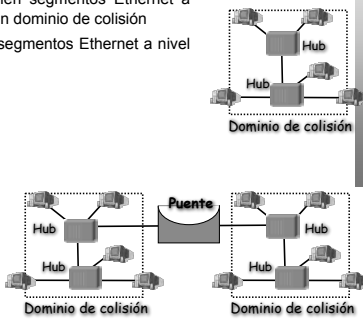 segmentos Ethernet a
n dominio de colisión
segmentos Ethernet a nivel
Hub
Hub
Dominio de colisión
Puente
Hub
Hub
Hub
Hub
Dominio de colisión
Dominio de colisión